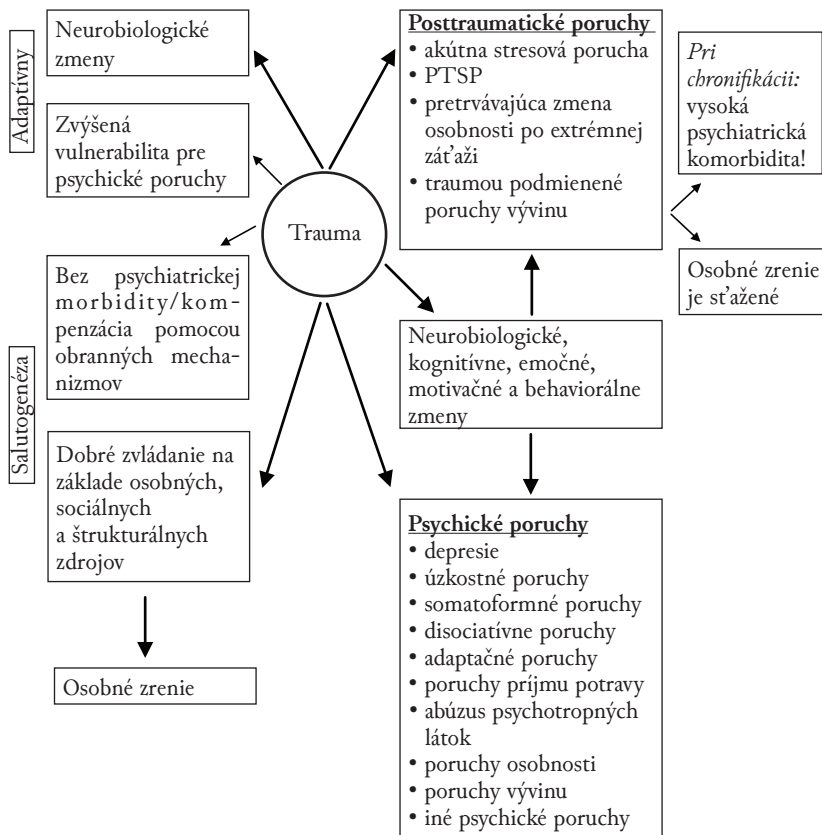 Adaptívny
Neurobiologické
zmeny
Zvýšená
vulnerabilita pre
psychické poruchy
Salutogenéza
Bez psychiatrickej
morbidity/kom-
penzácia pomocou
obranných mecha-
nizmov
Dobré zvládanie na
základe osobných,
sociálnych
a štrukturálnych
zdrojov
Osobné zrenie
Trauma
Posttraumatické poruchy
• akútna stresová porucha
• PTSP
• pretrvávajúca zmena
osobnosti po extrémnej
záťaži
• traumou podmienené
poruchy vývinu
Pri
chronifikácii:
vysoká
psychiatrická
komorbidita!
Osobné zrenie
je sťažené
Neurobiologické,
kognitívne, emočné,
motivačné a behaviorálne
zmeny
Psychické poruchy
• depresie
• úzkostné poruchy
• somatoformné poruchy
• disociatívne poruchy
• adaptačné poruchy
• poruchy príjmu potravy
• abúzus psychotropných
látok
• poruchy osobnosti
• poruchy vývinu
• iné psychické poruchy